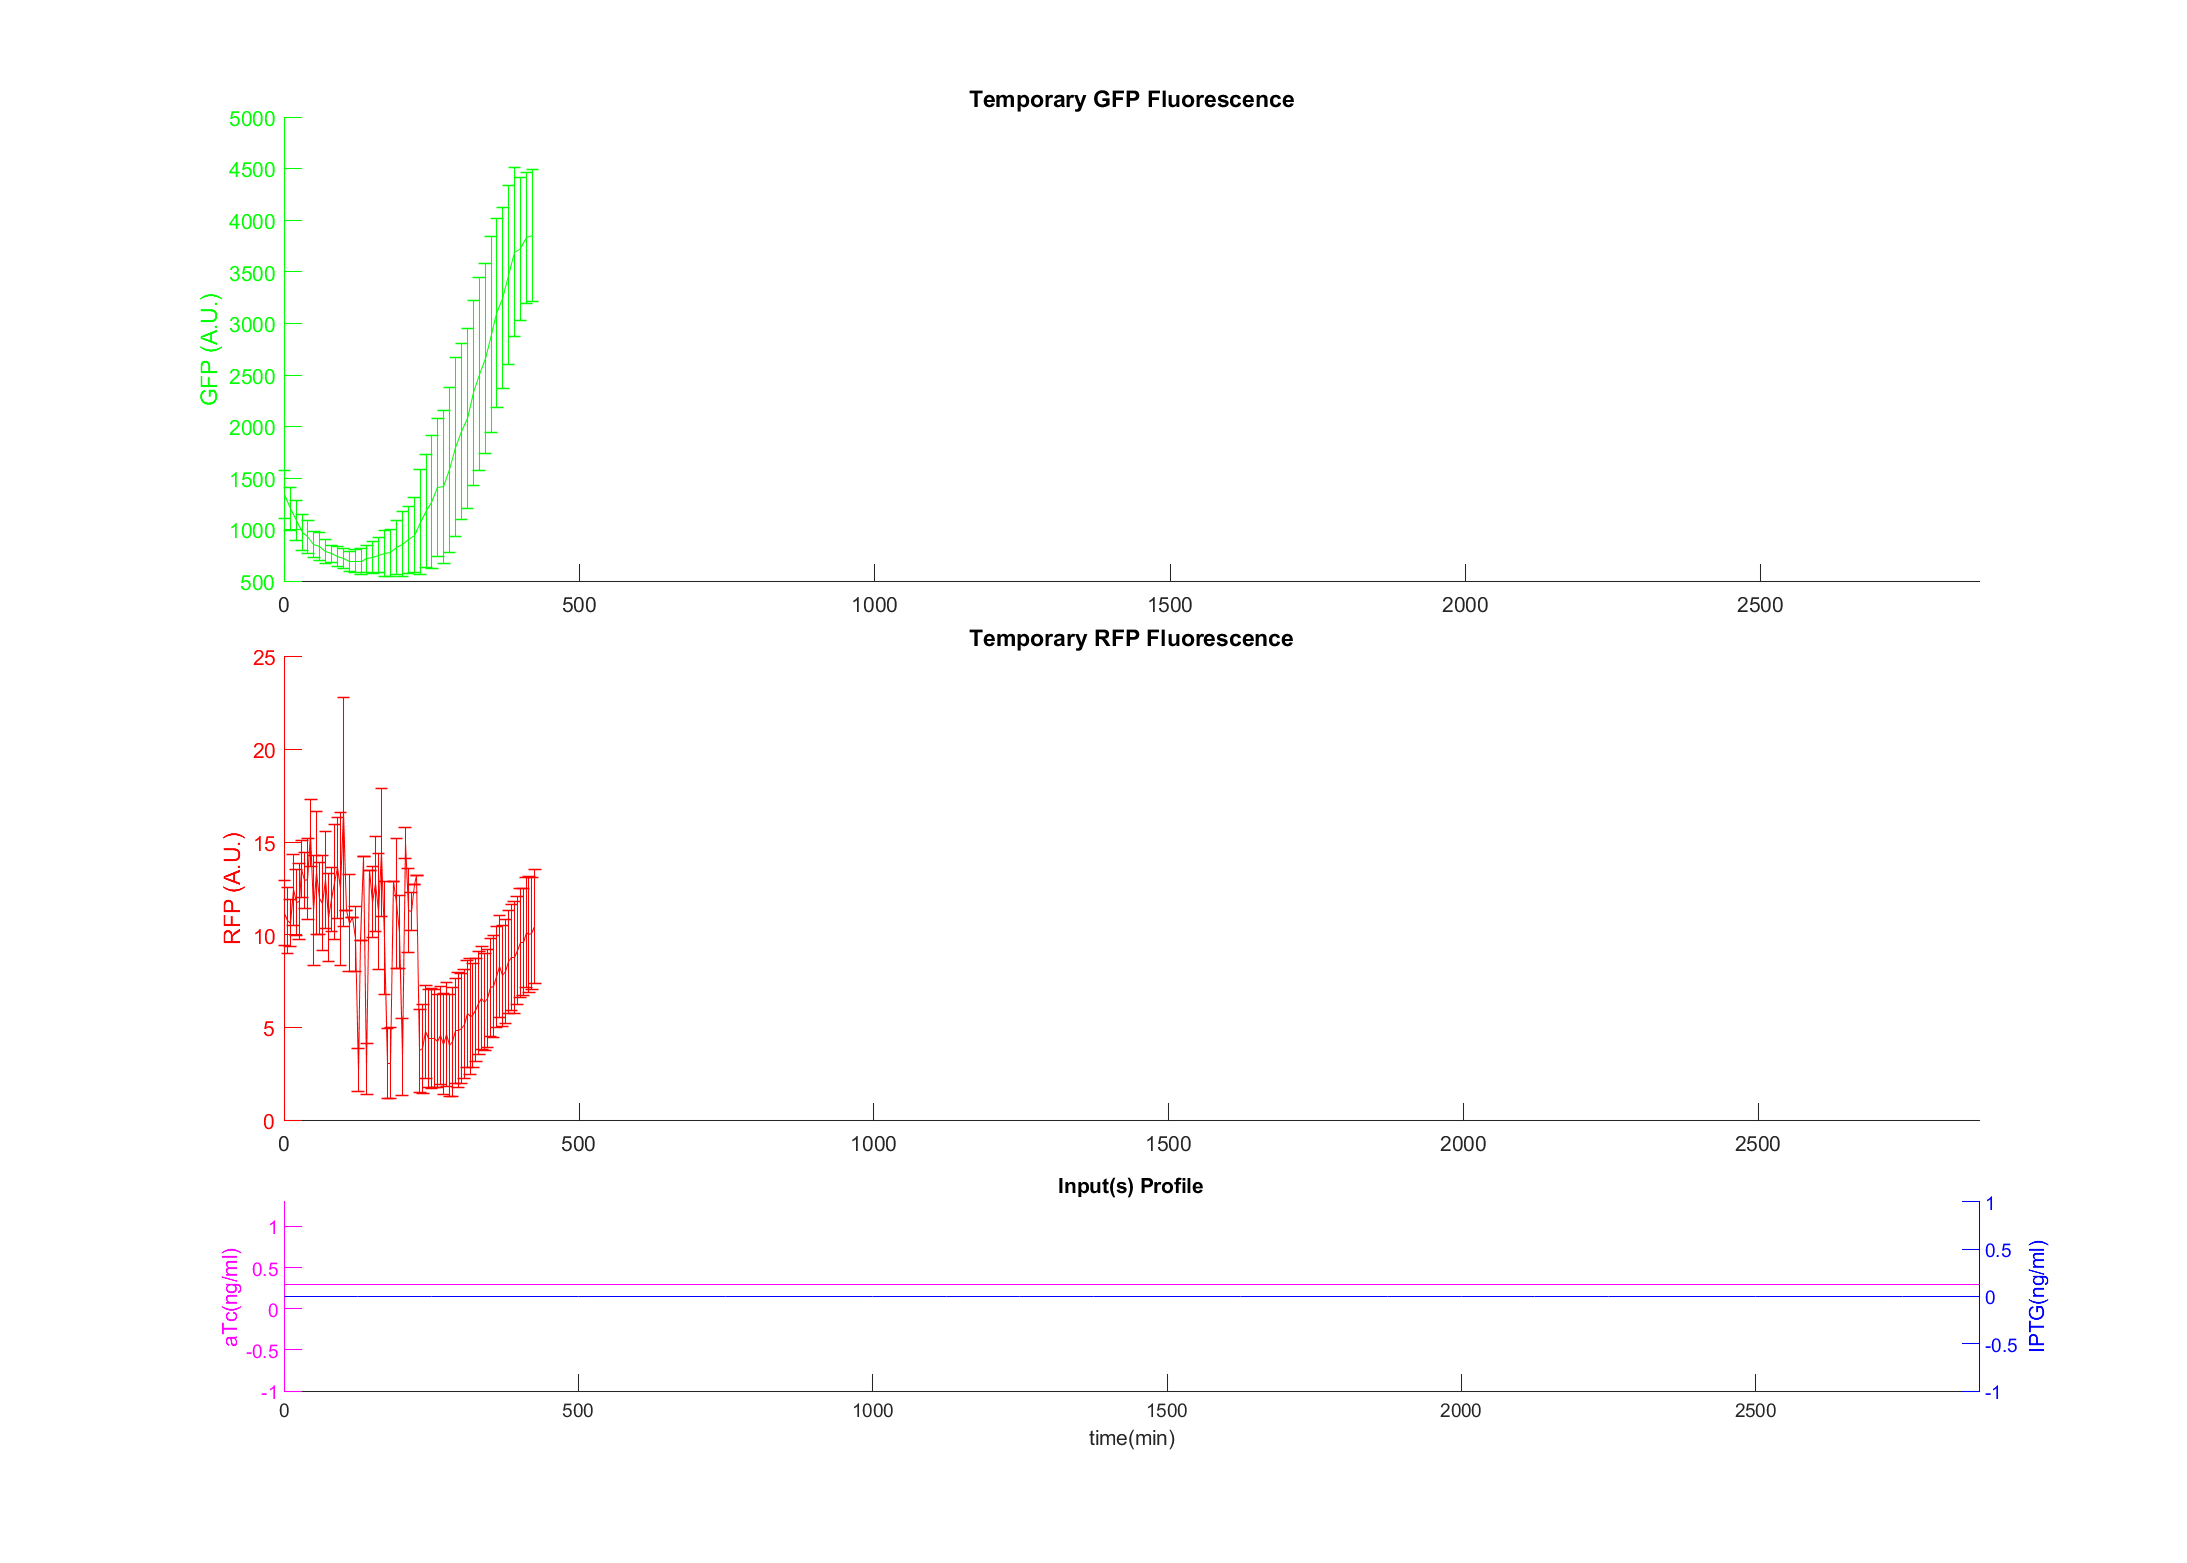 Temporary GFP Fluorescence
5000
4500
4000
3500
3000
2500
2000
1500
1000
500
GFP (A.U.)
0 500 1000 1500 2000 2500
Temporary RFP Fluorescence
25
20
15
10
5
0
RFP (A.U.)
0 500 1000 1500 2000 2500
Input(s) Profile
1
0.5
0
-0.5
-1
aTc(ng/ml)
1
0.5
0
-0.5
-1
IPTG(ng/ml)
0 500 1000 1500 2000 2500
time(min)